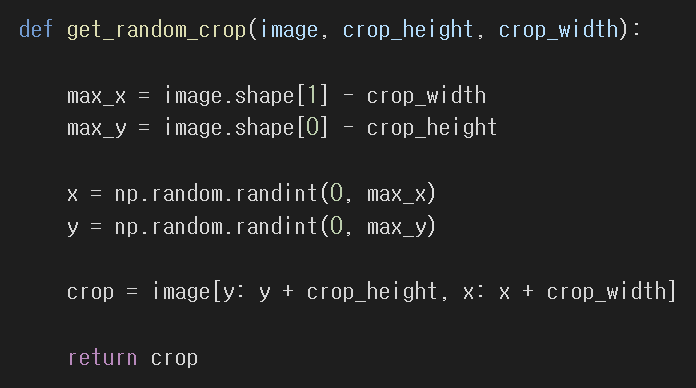 def get_random_crop(image, crop_height, crop_width):
max_x = image.shape[1] - crop_width
max_y = image.shape[0] - crop_height
x = np.random.randint(0, max_x)
y = np.random.randint(0, max_y)
crop = image[y: y + crop_height, x: x + crop_width]
return crop